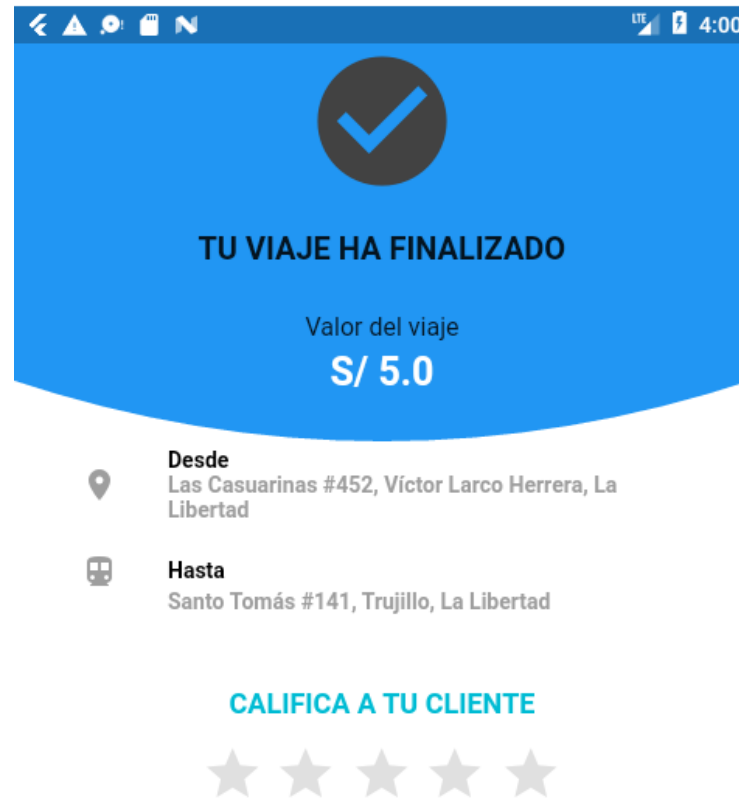 LTE 4:00
TU VIAJE HA FINALIZADO
Valor del viaje
S/ 5.0
Desde
Las Casuarinas #452, Víctor Larco Herrera, La
Libertad
Hasta
Santo Tomás #141, Trujillo, La Libertad
CALIFICA A TU CLIENTE